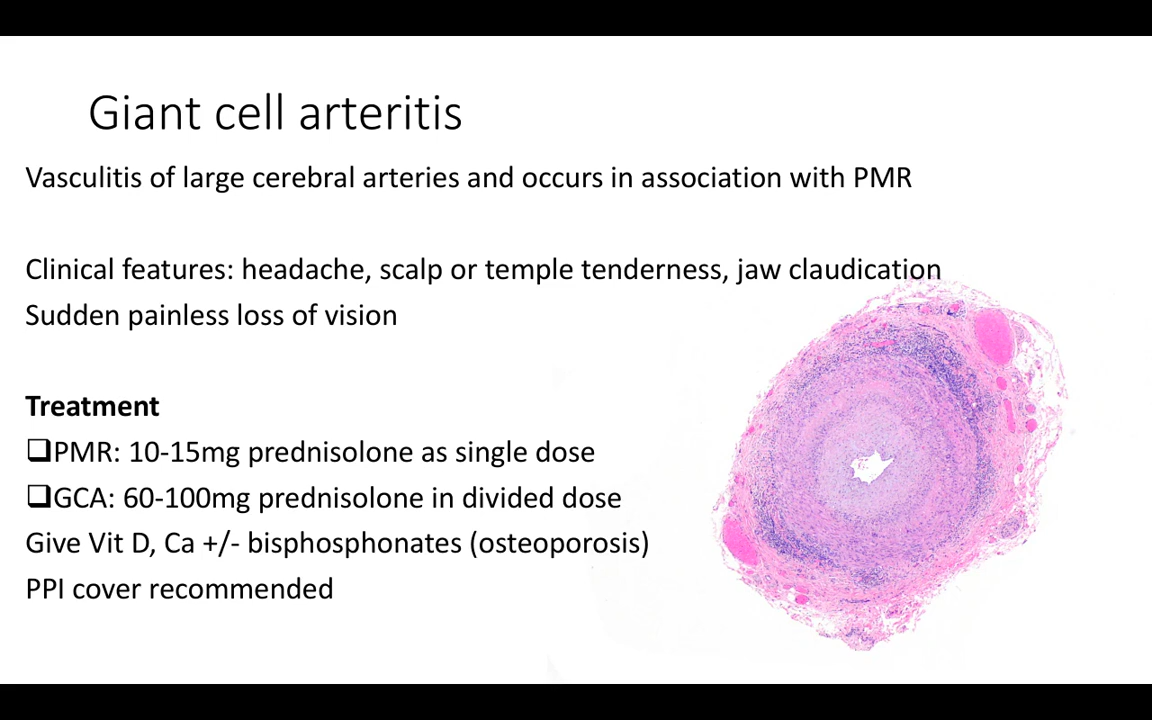 Giant cell arteritis
Vasculitis of large cerebral arteries and occurs in association with PMR
Clinical features: headache, scalp or temple tenderness, jaw claudication
Sudden painless loss of vision
Treatment
❑PMR: 10-15mg prednisolone as single dose
❑GCA: 60-100mg prednisolone in divided dose
Give Vit D, Ca +/- bisphosphonates (osteoporosis)
PPI cover recommended